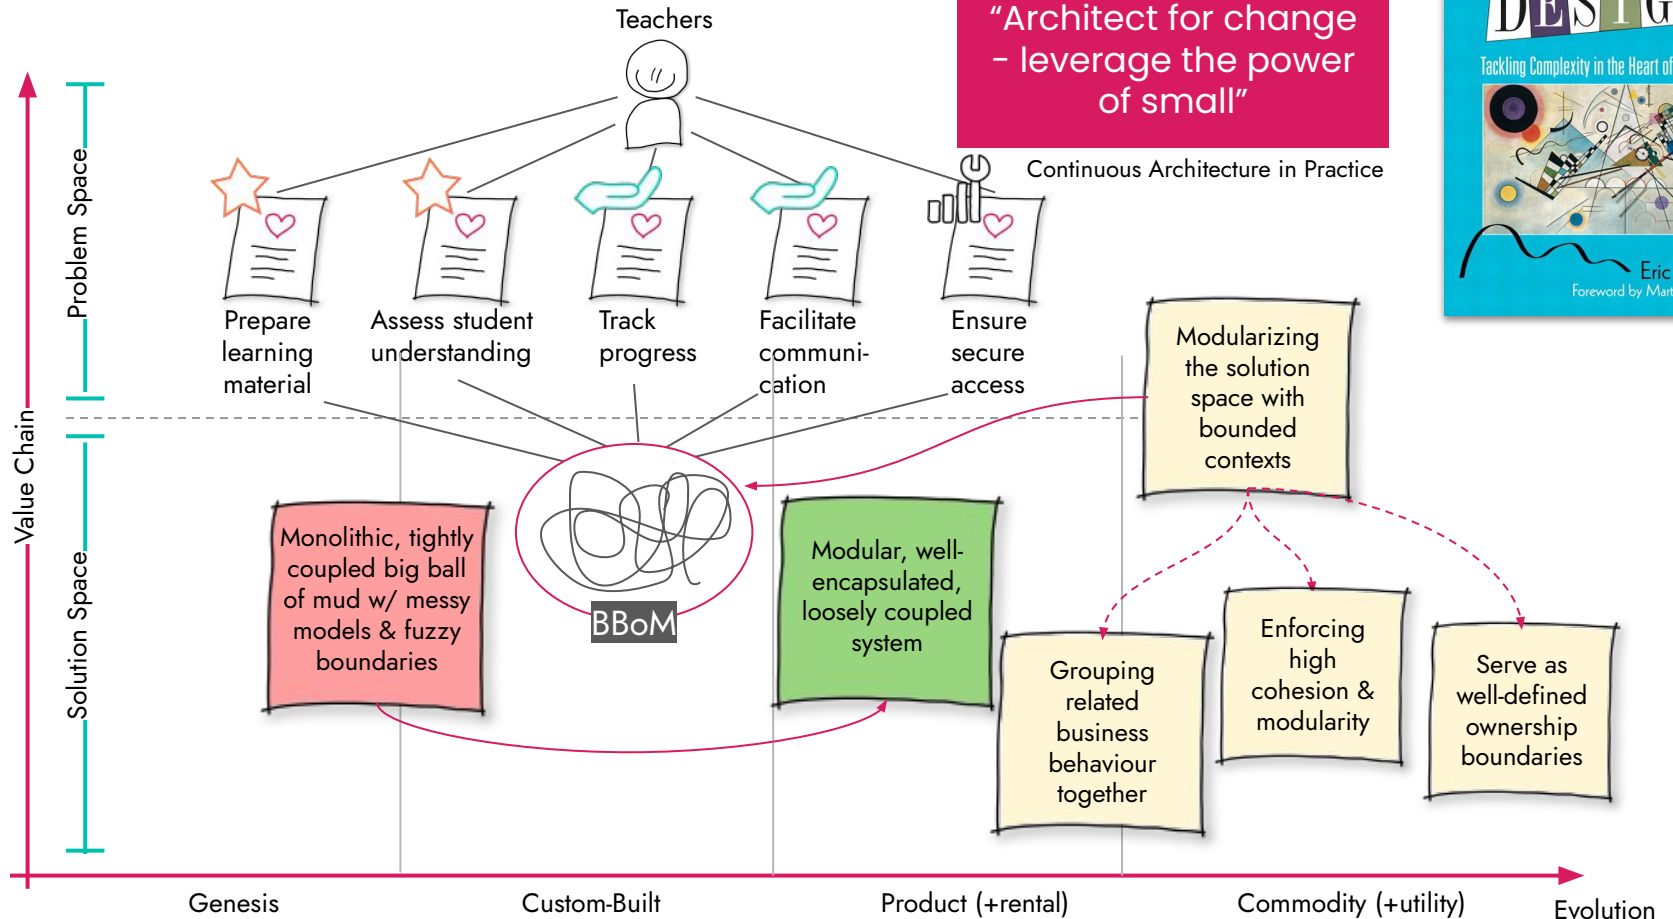 Teachers
“Architect for change
- leverage the power
of small”
Continuous Architecture in Practice
DESIG
Tackling Complexity in the Heart of
Eric
Foreword by Mart
Problem Space
Value Chain
Solution Space
Prepare
learning
material
Assess student
understanding
Track
progress
Facilitate
communi-
cation
Ensure
secure
access
Modularizing
the solution
space with
bounded
contexts
Monolithic, tightly
coupled big ball
of mud w/ messy
models & fuzzy
boundaries
BBoM
Modular, well-
encapsulated,
loosely coupled
system
Grouping
related
business
behaviour
together
Enforcing
high
cohesion &
modularity
Serve as
well-defined
ownership
boundaries
Genesis
Custom-Built
Product (+rental)
Commodity (+utility)
Evolution